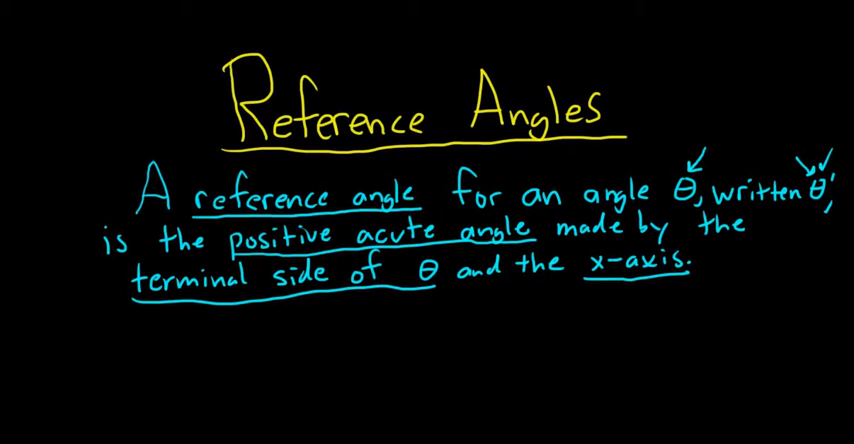 Reference Angles
A reference angle for an angle θ, written θ',
is the positive acute angle made by the
terminal side of θ and the x-axis.